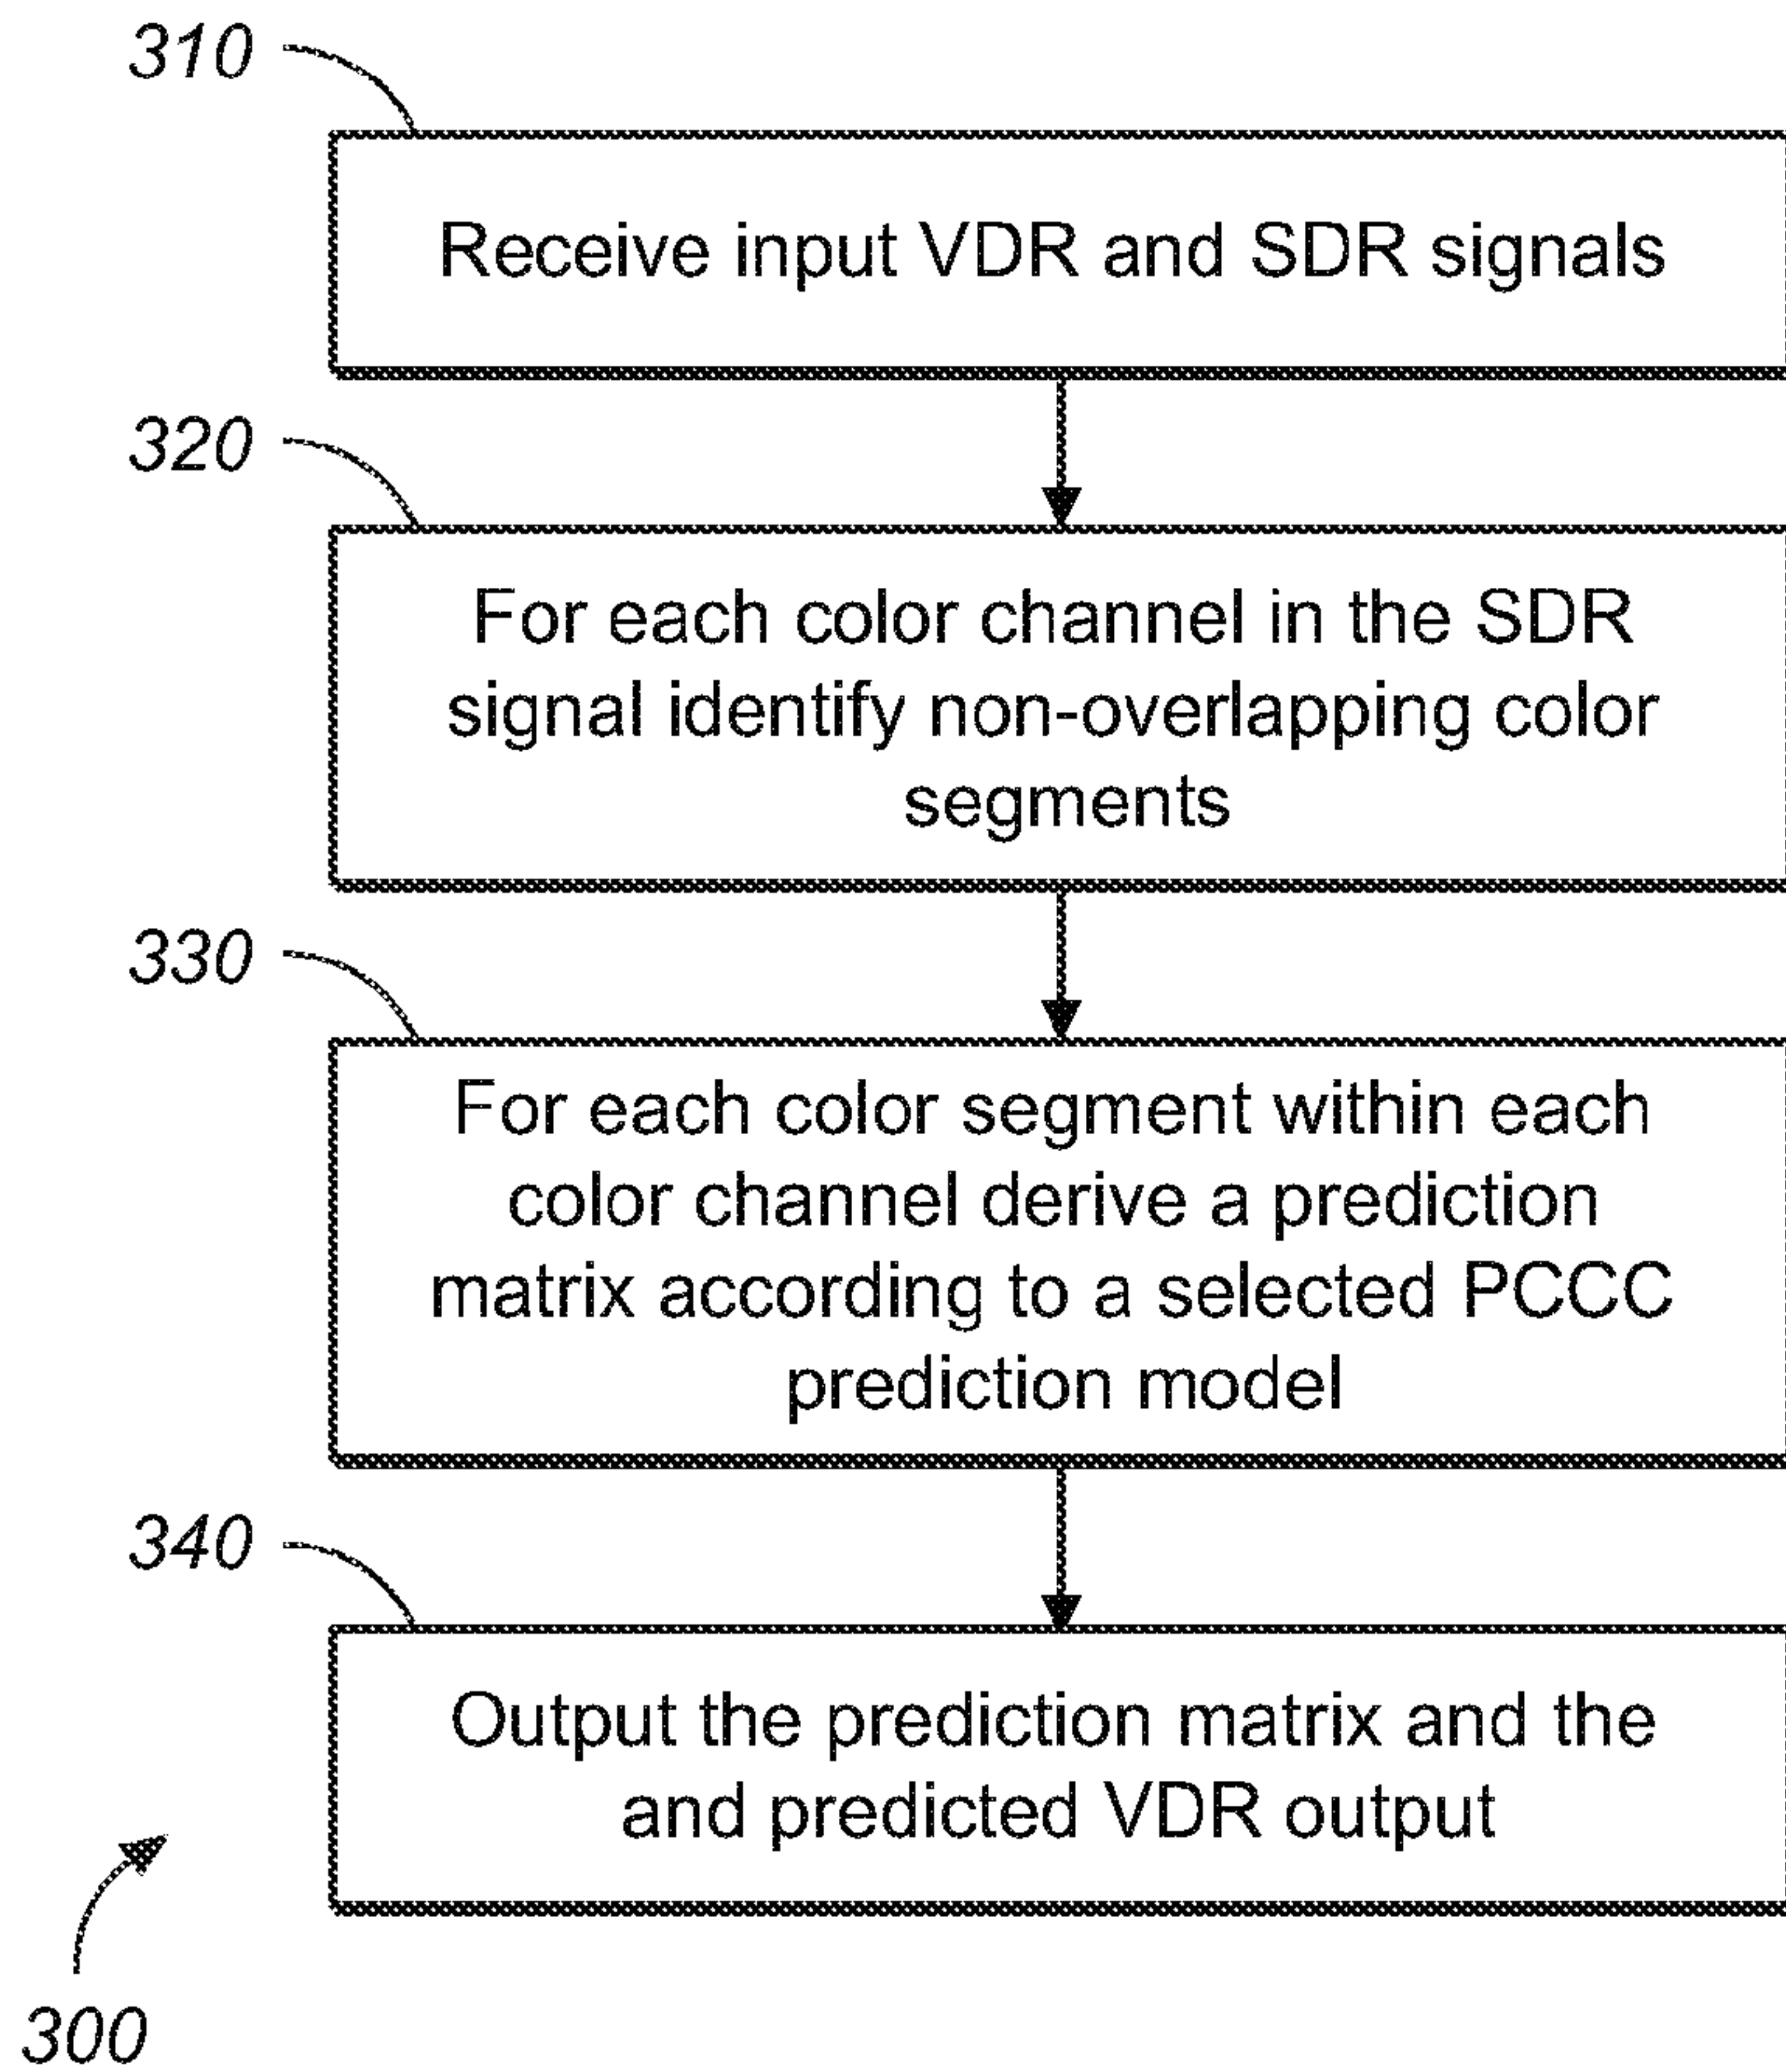 310
Receive input VDR and SDR signals
320
For each color channel in the SDR
signal identify non-overlapping color
segments
330
For each color segment within each
color channel derive a prediction
matrix according to a selected PCCC
prediction model
340
Output the prediction matrix and the
and predicted VDR output
300